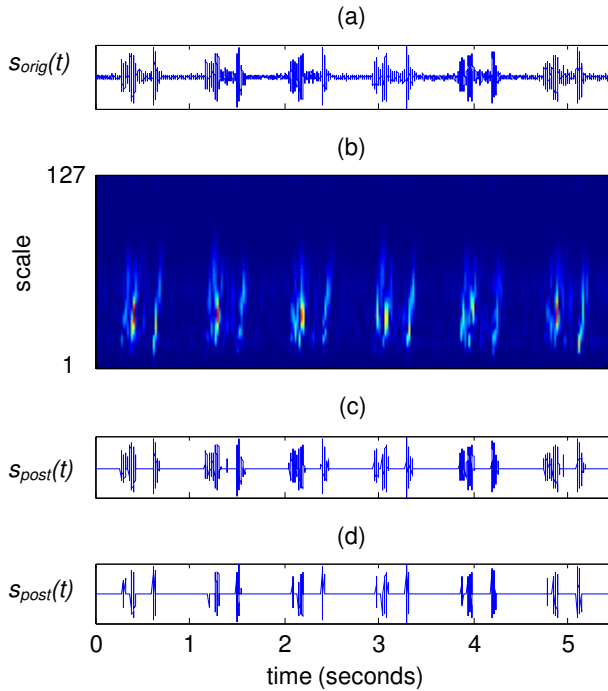 (a)
s_orig(t)
(b)
127
scale
1
(c)
s_post(t)
(d)
s_post(t)
0 1 2 3 4 5
time (seconds)